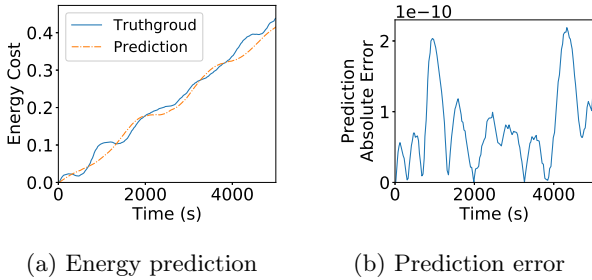 Truthgroud
Prediction
Energy Cost
0.4
0.3
0.2
0.1
0.0
0
2000
4000
Time (s)
(a) Energy prediction
1e−10
Prediction
Absolute Error
2
1
0
0
2000
4000
Time (s)
(b) Prediction error